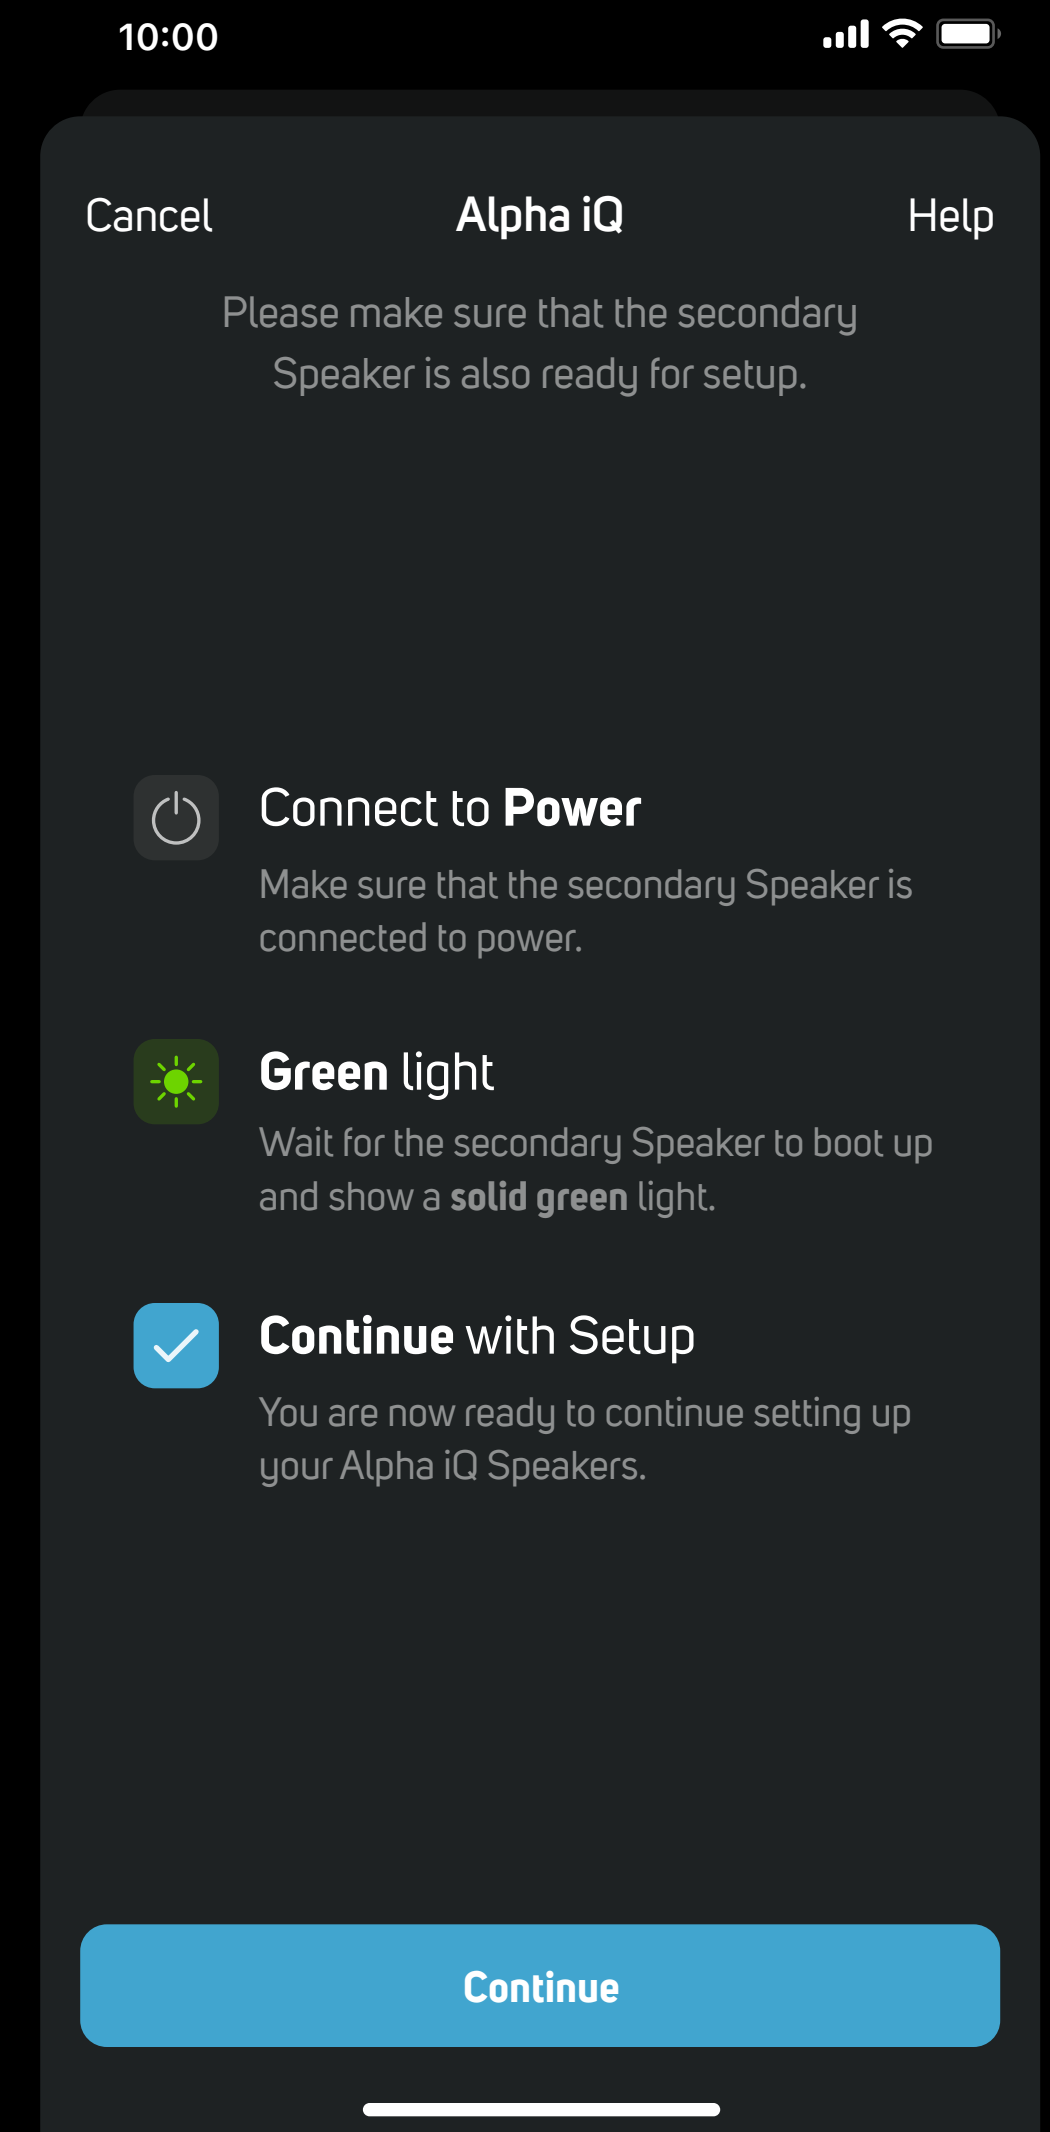 10:00
Cancel Alpha iQ Help
Please make sure that the secondary
Speaker is also ready for setup.
Connect to Power
Make sure that the secondary Speaker is
connected to power.
Green light
Wait for the secondary Speaker to boot up
and show a solid green light.
Continue with Setup
You are now ready to continue setting up
your Alpha iQ Speakers.
Continue